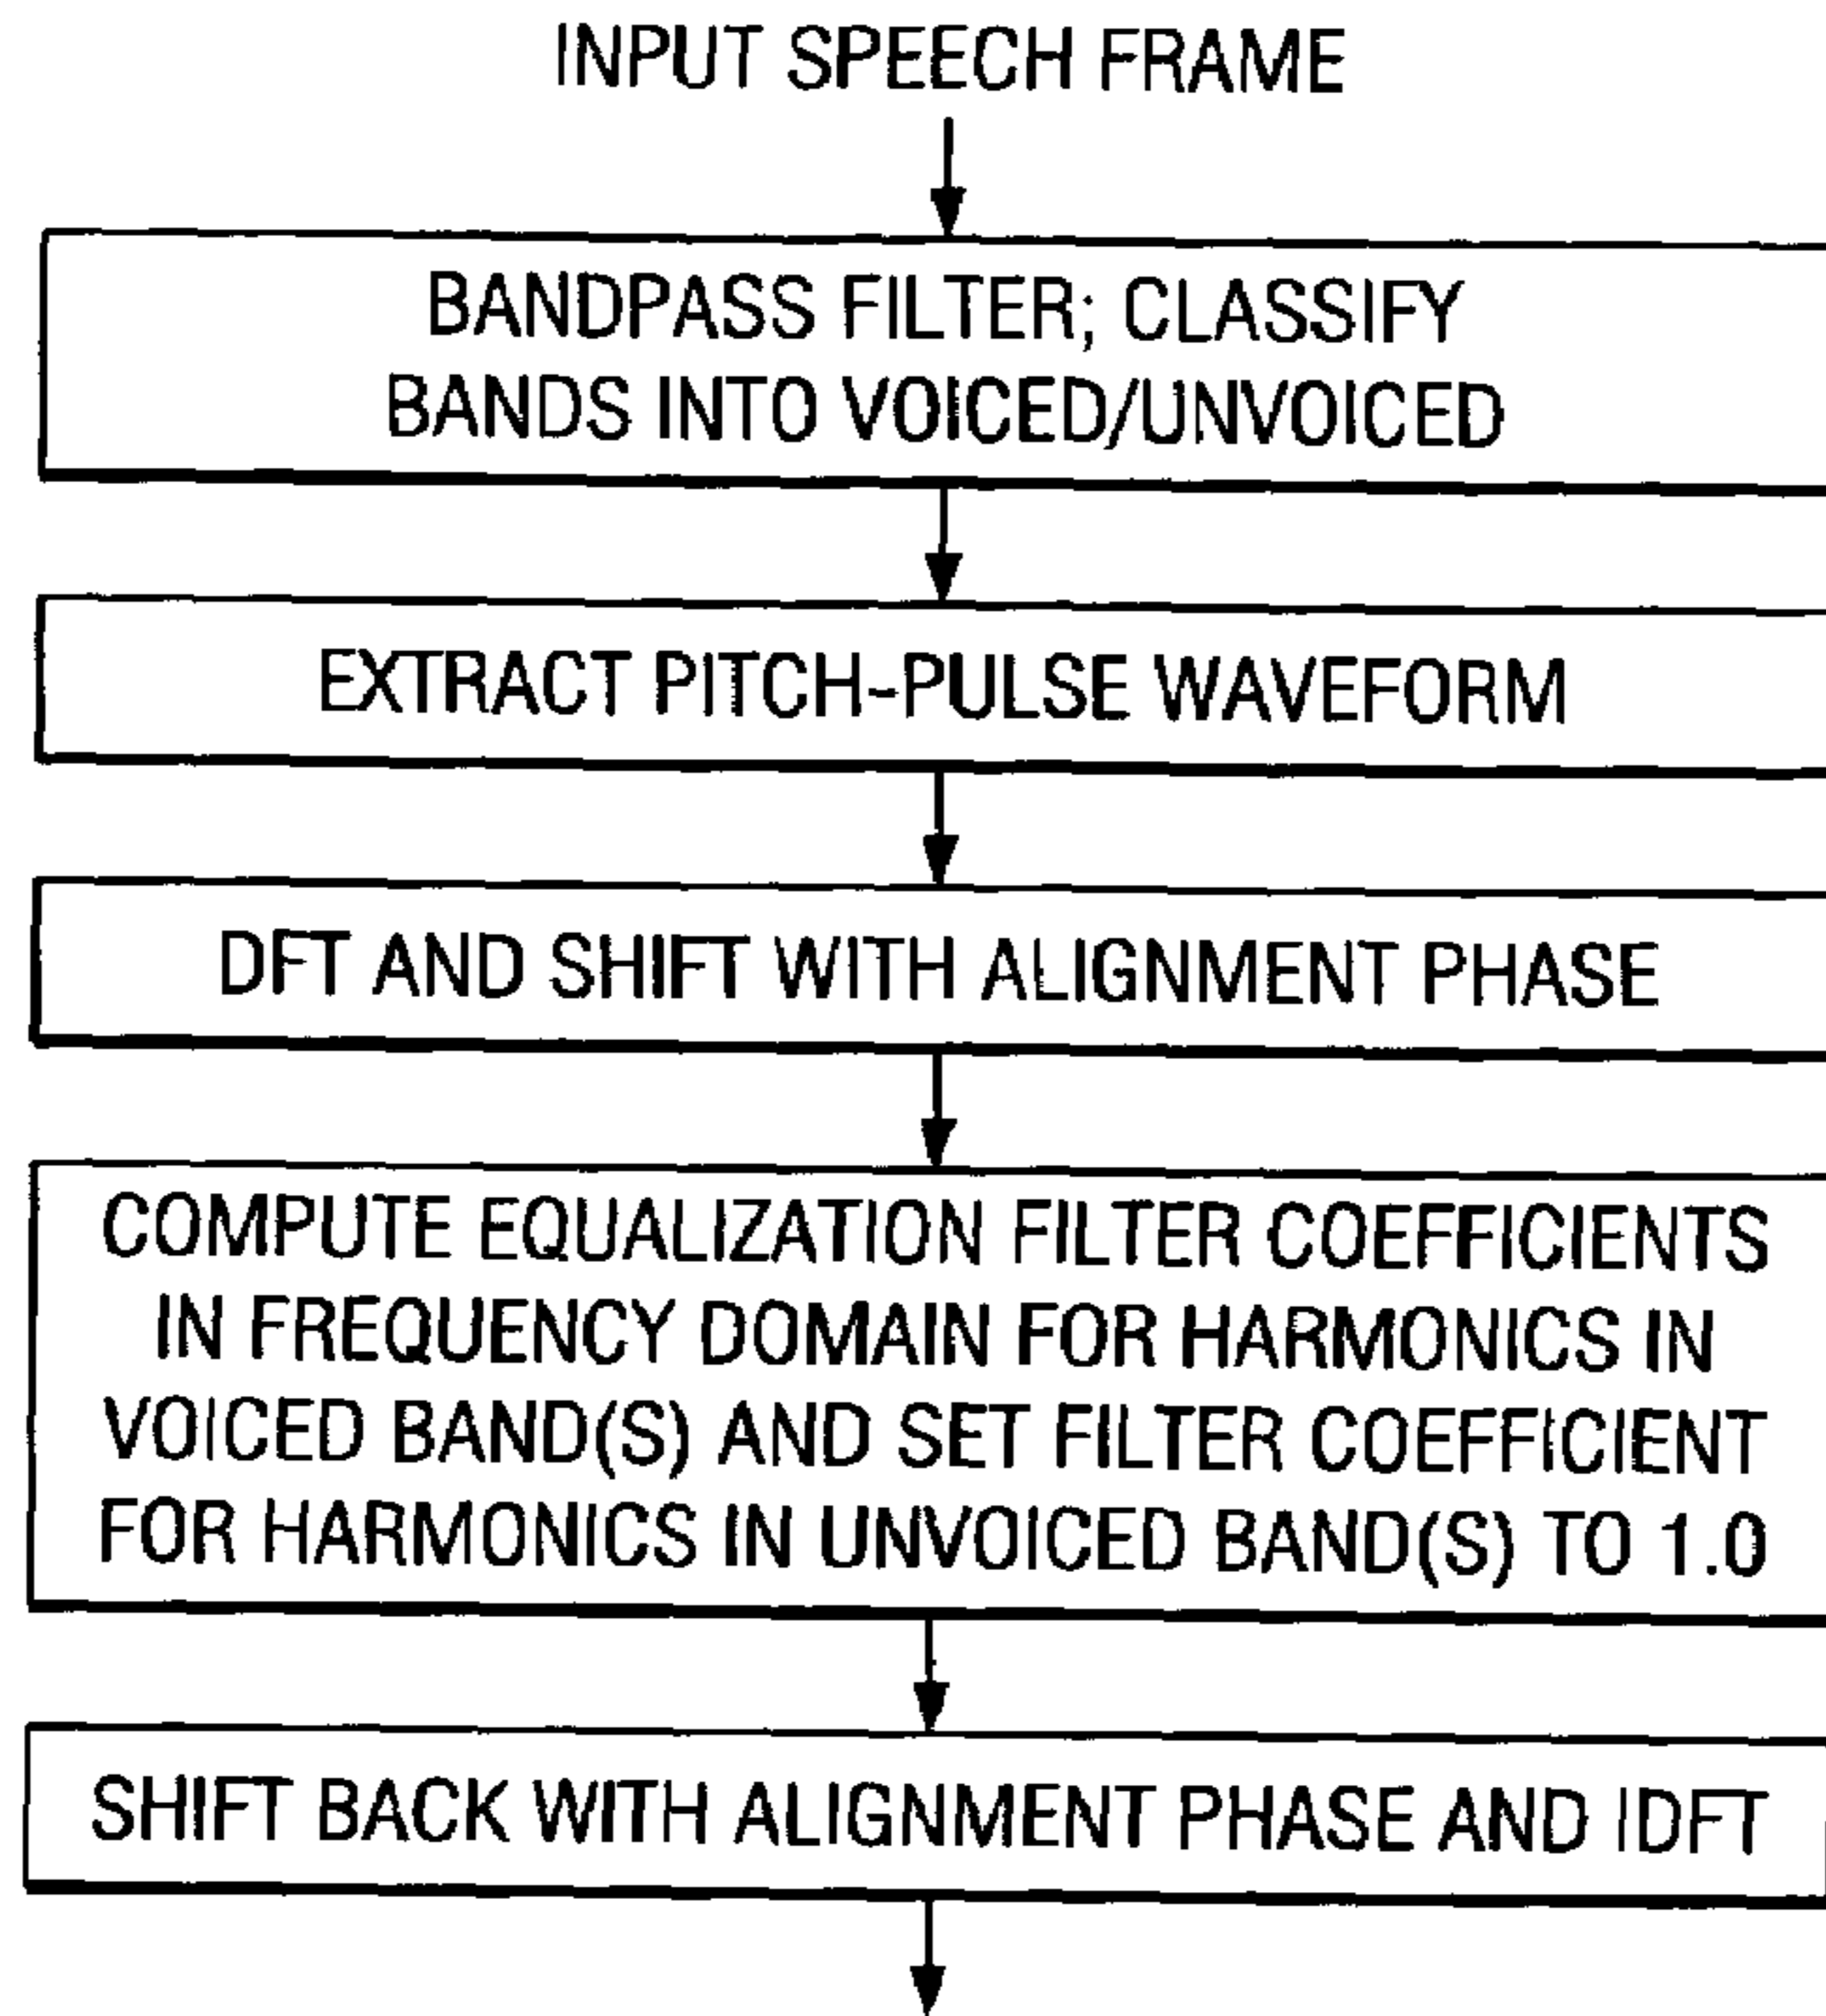 INPUT SPEECH FRAME
BANDPASS FILTER; CLASSIFY
BANDS INTO VOICED/UNVOICED
EXTRACT PITCH-PULSE WAVEFORM
DFT AND SHIFT WITH ALIGNMENT PHASE
COMPUTE EQUALIZATION FILTER COEFFICIENTS
IN FREQUENCY DOMAIN FOR HARMONICS IN
VOICED BAND(S) AND SET FILTER COEFFICIENT
FOR HARMONICS IN UNVOICED BAND(S) TO 1.0
SHIFT BACK WITH ALIGNMENT PHASE AND IDFT